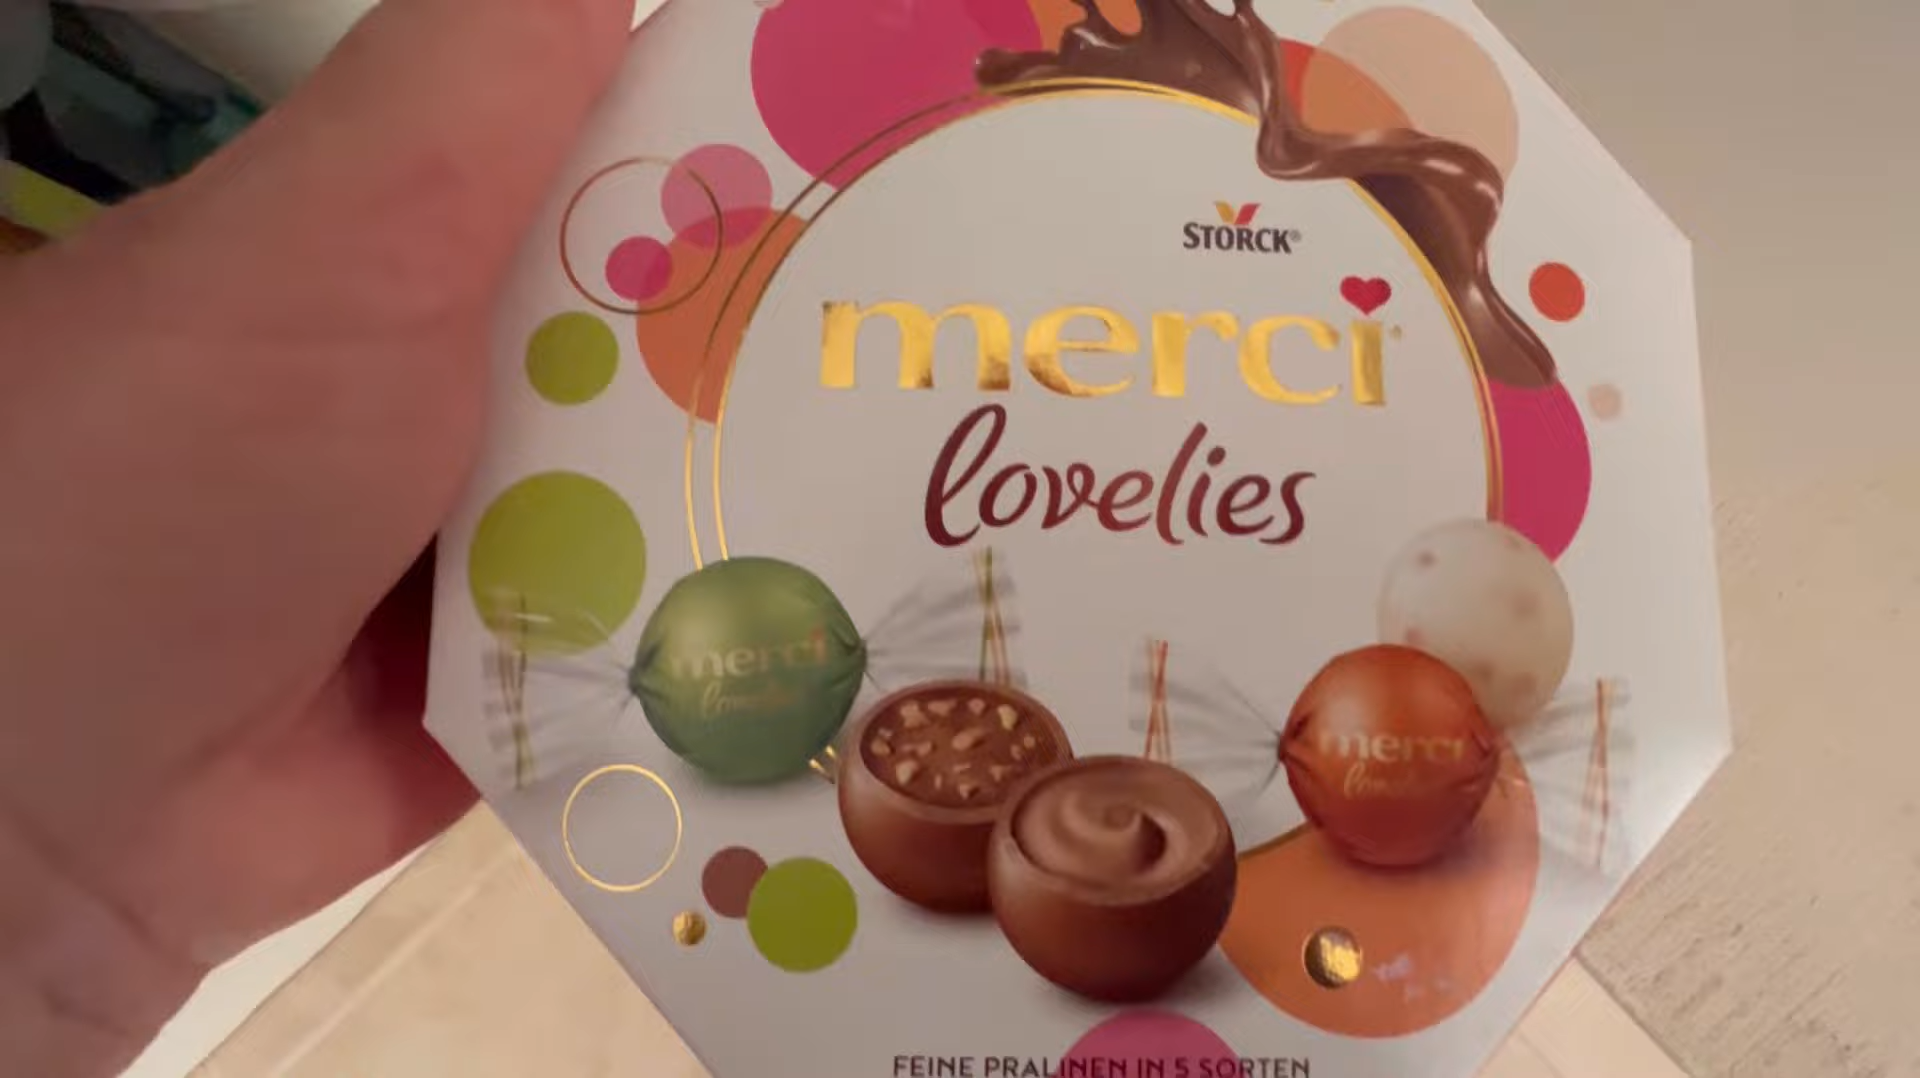 STORCK®
merci
lovelies
merci
merci
FEINE PRALINEN IN 5 SORTEN